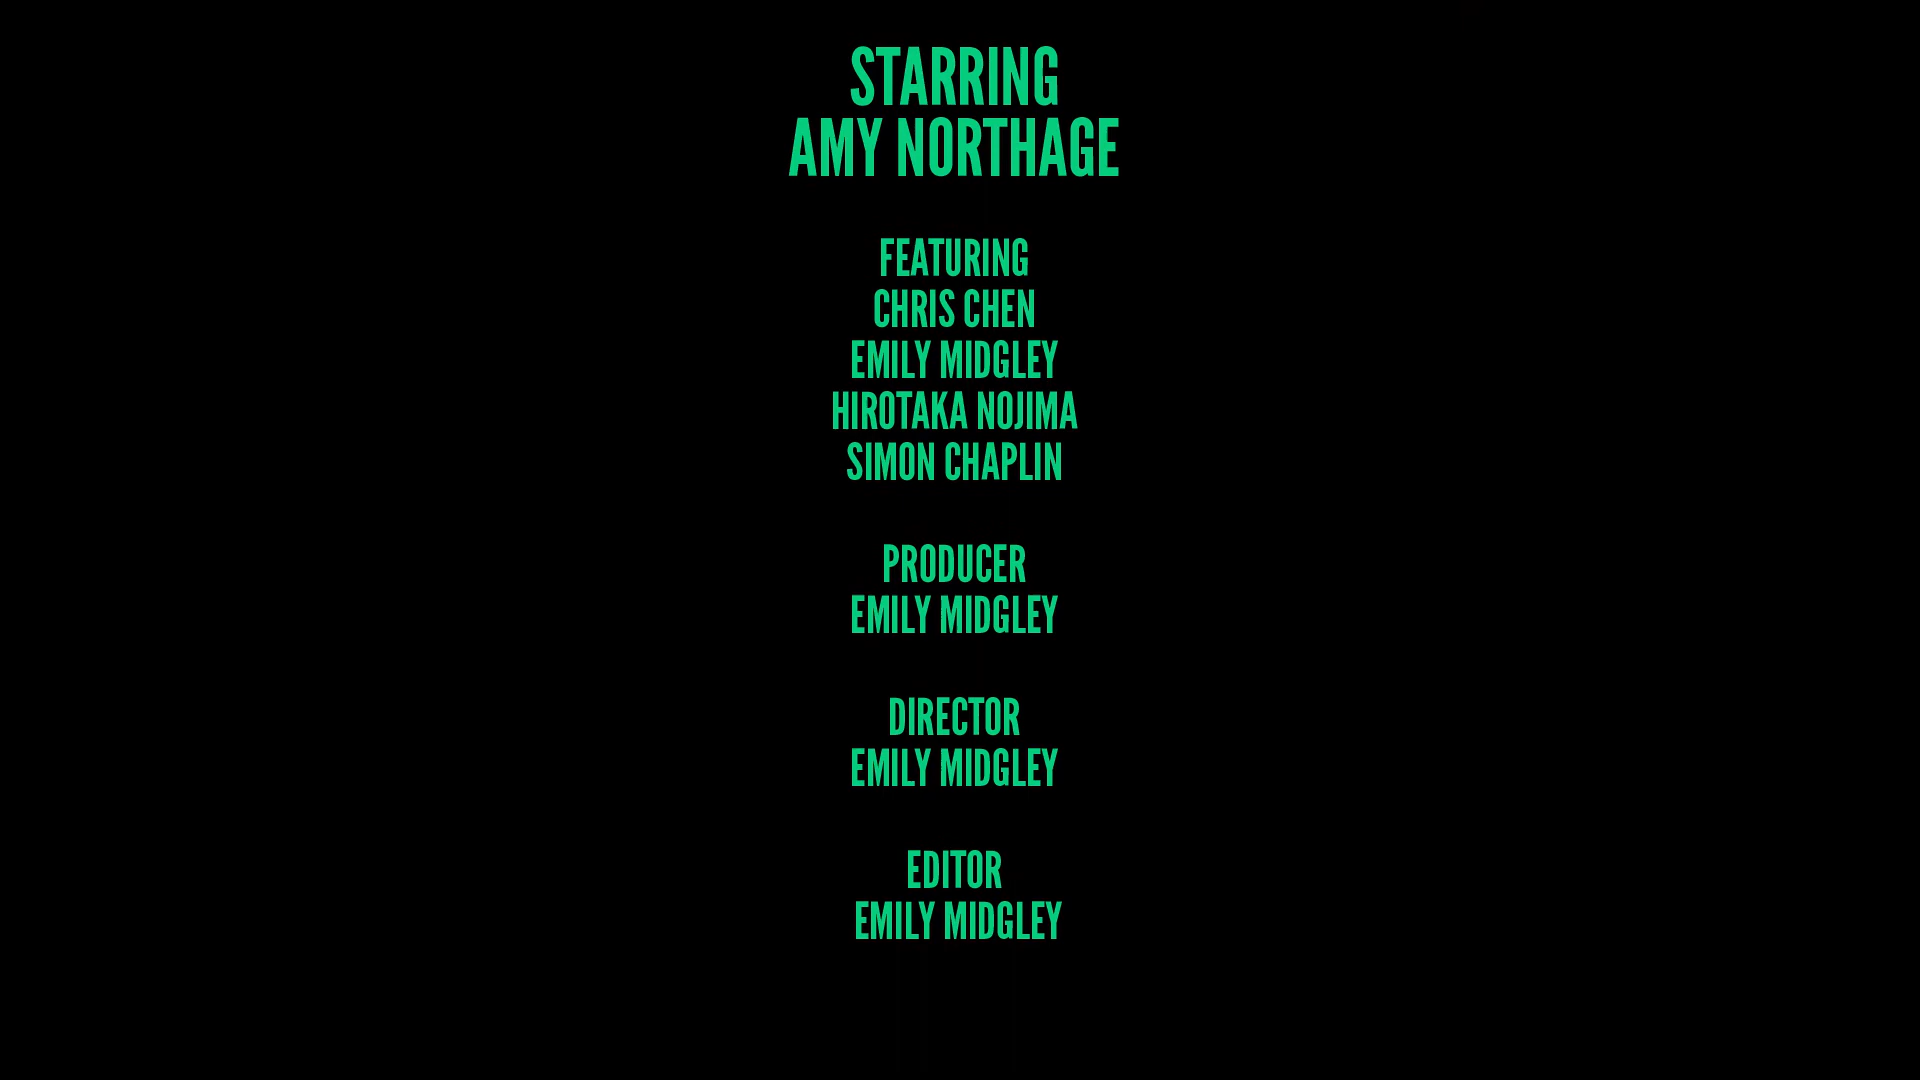 STARRING
AMY NORTHAGE
FEATURING
CHRIS CHEN
EMILY MIDGLEY
HIROTAKA NOJIMA
SIMON CHAPLIN
PRODUCER
EMILY MIDGLEY
DIRECTOR
EMILY MIDGLEY
EDITOR
EMILY MIDGLEY